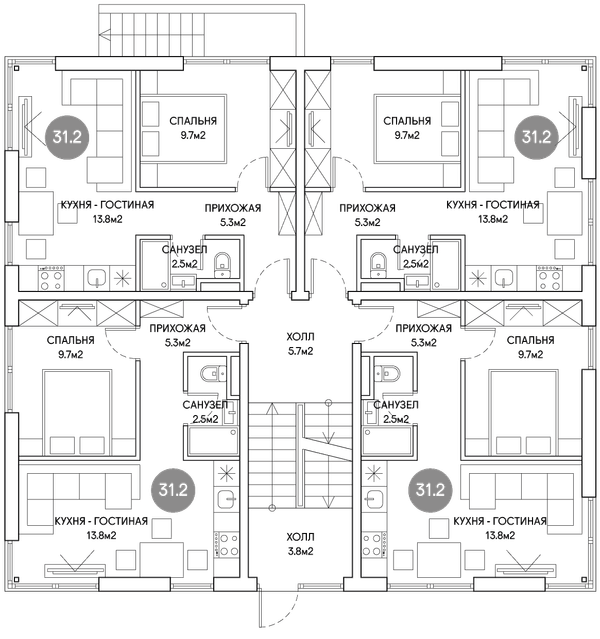 СПАЛЬНЯ
9.7м2
СПАЛЬНЯ
9.7м2
31.2
31.2
КУХНЯ - ГОСТИНАЯ
13.8м2
ПРИХОЖАЯ
5.3м2
ПРИХОЖАЯ
5.3м2
КУХНЯ - ГОСТИНАЯ
13.8м2
САНУЗЕЛ
2.5м2
САНУЗЕЛ
2.5м2
СПАЛЬНЯ
9.7м2
ПРИХОЖАЯ
5.3м2
ХОЛЛ
5.7м2
ПРИХОЖАЯ
5.3м2
СПАЛЬНЯ
9.7м2
САНУЗЕЛ
2.5м2
САНУЗЕЛ
2.5м2
31.2
31.2
КУХНЯ - ГОСТИНАЯ
13.8м2
ХОЛЛ
3.8м2
КУХНЯ - ГОСТИНАЯ
13.8м2